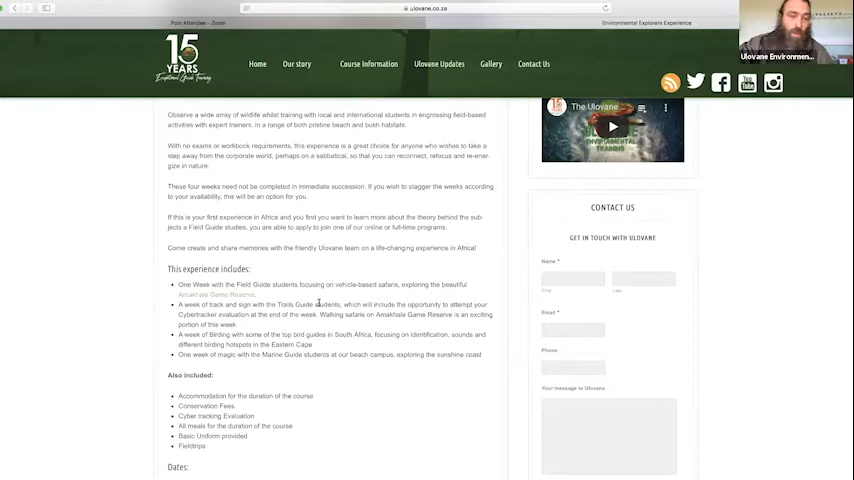 ulovane.co.za
Post Attendee - Zoom
Environmental Explorers Experience
Ulovane Environmen...
15
YEARS
Exceptional Guide Training
Home
Our story
Course Information
Ulovane Updates
Gallery
Contact Us
Observe a wide array of wildlife whilst training with local and international students in engrossing field-based
activities with expert trainers, in a range of both pristine beach and bush habitats.
With no exams or workbook requirements, this experience is a great choice for anyone who wishes to take a
step away from the corporate world, perhaps on a sabbatical, so that you can reconnect, refocus and re-ener-
gize in nature.
These four weeks need not be completed in immediate succession. If you wish to stagger the weeks according
to your availability, this will be an option for you.
If this is your first experience in Africa and you find you want to learn more about the theory behind the sub-
jects a Field Guide studies, you are able to apply to join one of our online or full-time programs.
Come create and share memories with the friendly Ulovane team on a life-changing experience in Africa!
This experience includes:
One Week with the Field Guide students focusing on vehicle-based safaris, exploring the beautiful
Amakhala Game Reserve.
A week of track and sign with the Trails Guide students, which will include the opportunity to attempt your
Cybertracker evaluation at the end of the week. Walking safaris on Amakhala Game Reserve is an exciting
portion of this week
A week of Birding with some of the top bird guides in South Africa, focusing on identification, sounds and
different birding hotspots in the Eastern Cape
One week of magic with the Marine Guide students at our beach campus, exploring the sunshine coast
Also included:
Accommodation for the duration of the course
Conservation Fees
Cyber tracking Evaluation
All meals for the duration of the course
Basic Uniform provided
Fieldtrips
Dates:
15
The Ulovane
ENVIRONMENTAL
TRAINING
CONTACT US
GET IN TOUCH WITH ULOVANE
Name *
First
Last
Email *
Phone
Your message to Ulovane